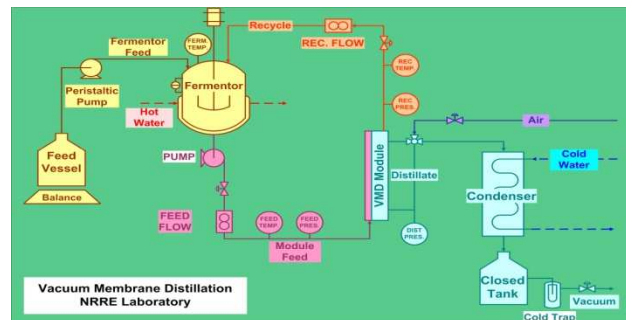 Recycle
REC. FLOW
Fermentor
Feed
FERM.
TEMP.
REC
TEMP.
Peristaltic
Pump
Fermentor
REC
PRES.
Hot
Water
Air
Feed
Vessel
PUMP
VMD Module
Distillate
Cold
Water
Condenser
Balance
FEED
FLOW
FEED
TEMP.
FEED
PRES.
DIST
PRES.
Module
Feed
Vacuum Membrane Distillation
NRRE Laboratory
Closed
Tank
Vacuum
Cold Trap